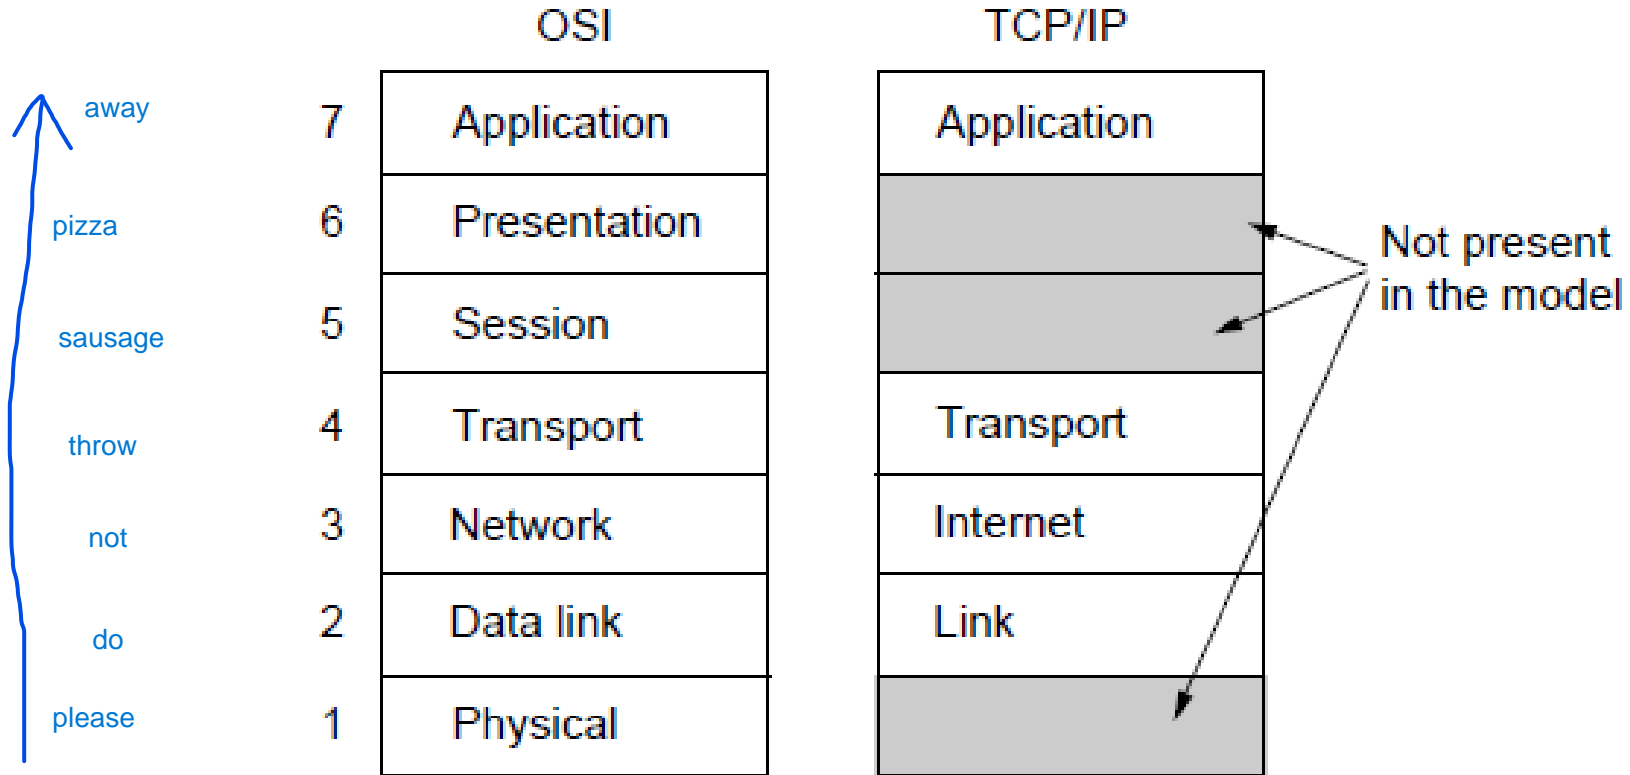 OSI TCP/IP
away 7 Application Application
pizza 6 Presentation
Not present
in the model
sausage 5 Session
throw 4 Transport Transport
not 3 Network Internet
do 2 Data link Link
please 1 Physical